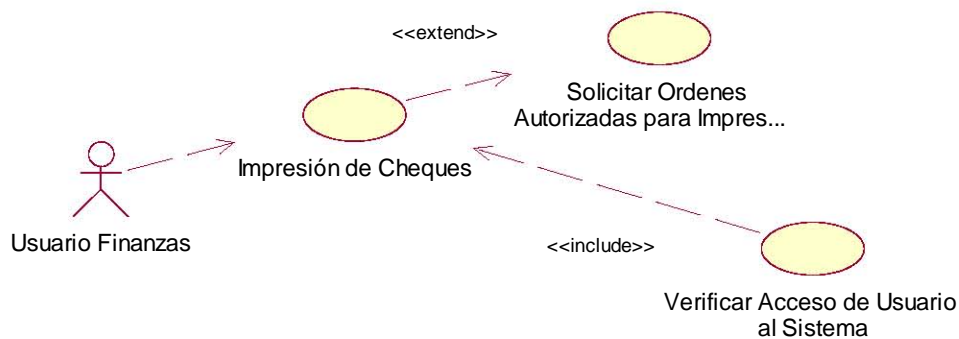 <<extend>>
Solicitar Ordenes
Autorizadas para Impres...
Impresión de Cheques
Usuario Finanzas
<<include>>
Verificar Acceso de Usuario
al Sistema